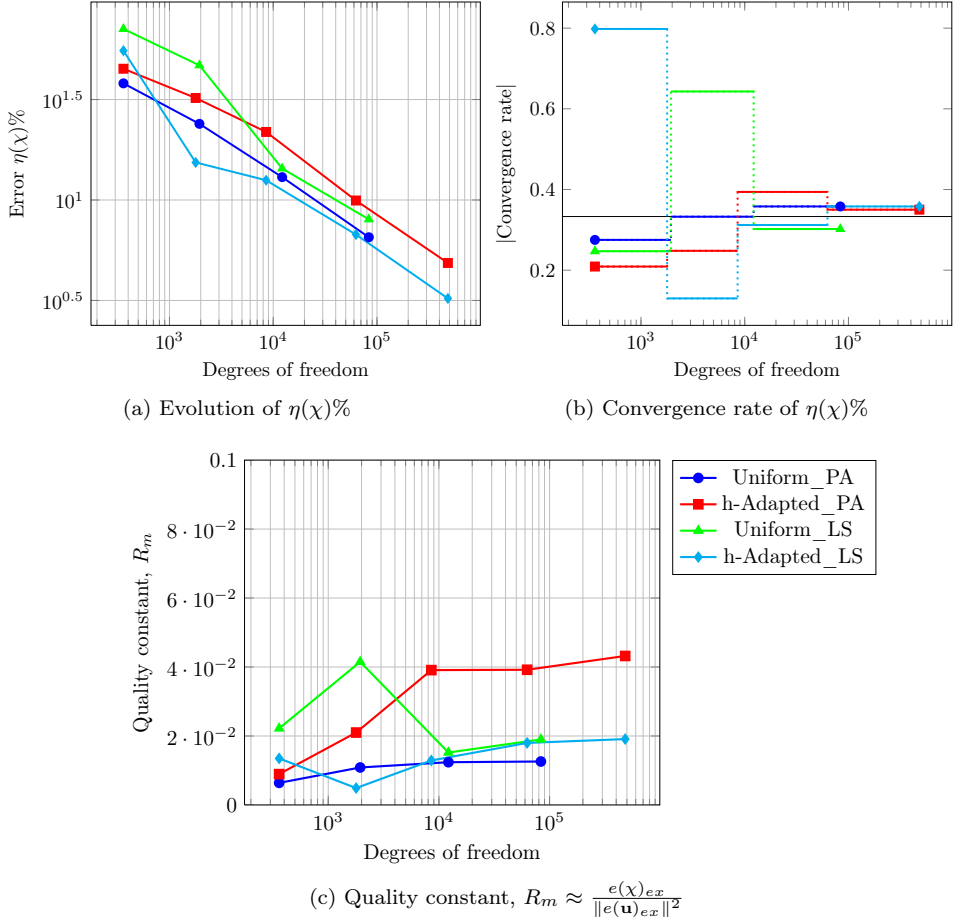 10^{1.5}
10^{1}
10^{0.5}
Error η(χ)%
10^{3} 10^{4} 10^{5}
Degrees of freedom
(a) Evolution of η(χ)%
0.8
0.6
0.4
0.2
|Convergence rate|
10^{3} 10^{4} 10^{5}
Degrees of freedom
(b) Convergence rate of η(χ)%
0.1
8 · 10^{−2}
6 · 10^{−2}
4 · 10^{−2}
2 · 10^{−2}
0
Quality constant, R_m
10^{3} 10^{4} 10^{5}
Degrees of freedom
Uniform_PA
h-Adapted_PA
Uniform_LS
h-Adapted_LS
(c) Quality constant, R_m ≈ e(χ)_{ex} / ‖e(𝐮)_{ex}‖^2